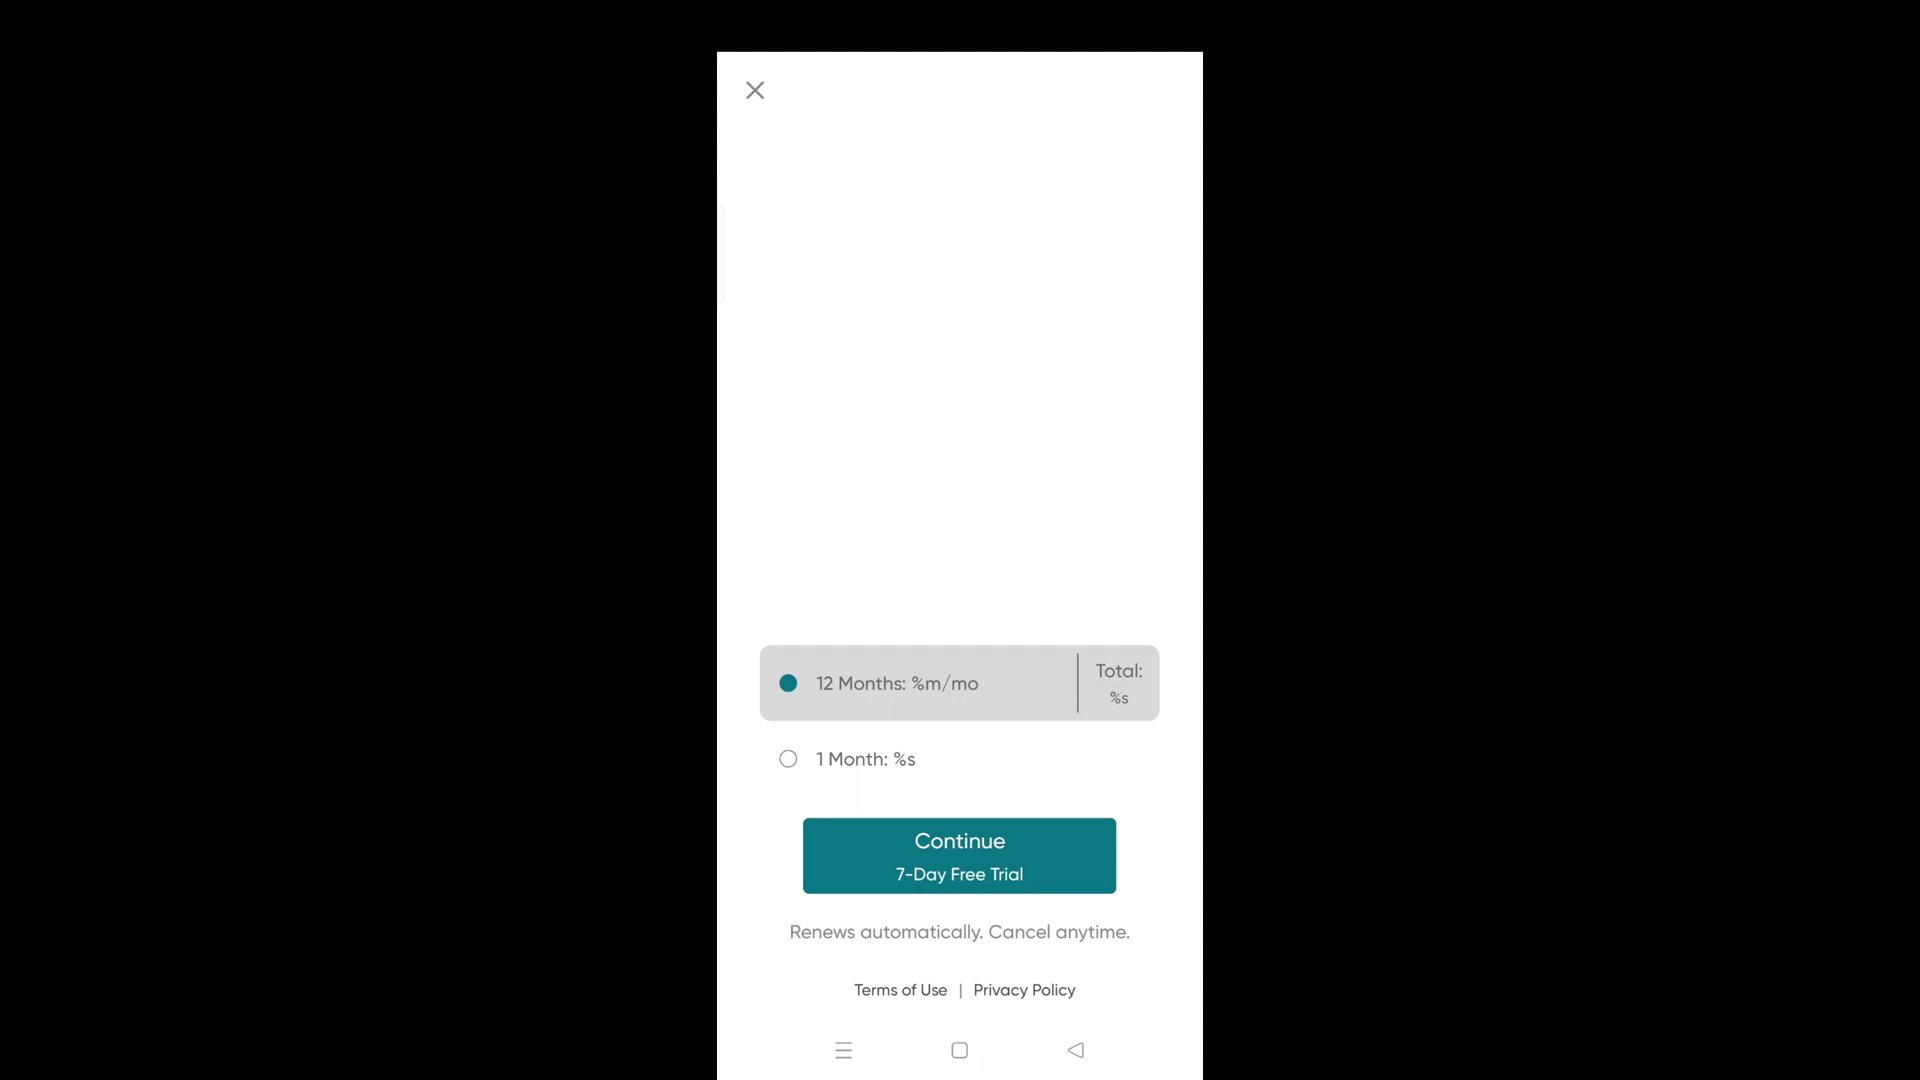 12 Months: %m/mo
Total:
%s
1 Month: %s
Continue
7-Day Free Trial
Renews automatically. Cancel anytime.
Terms of Use | Privacy Policy